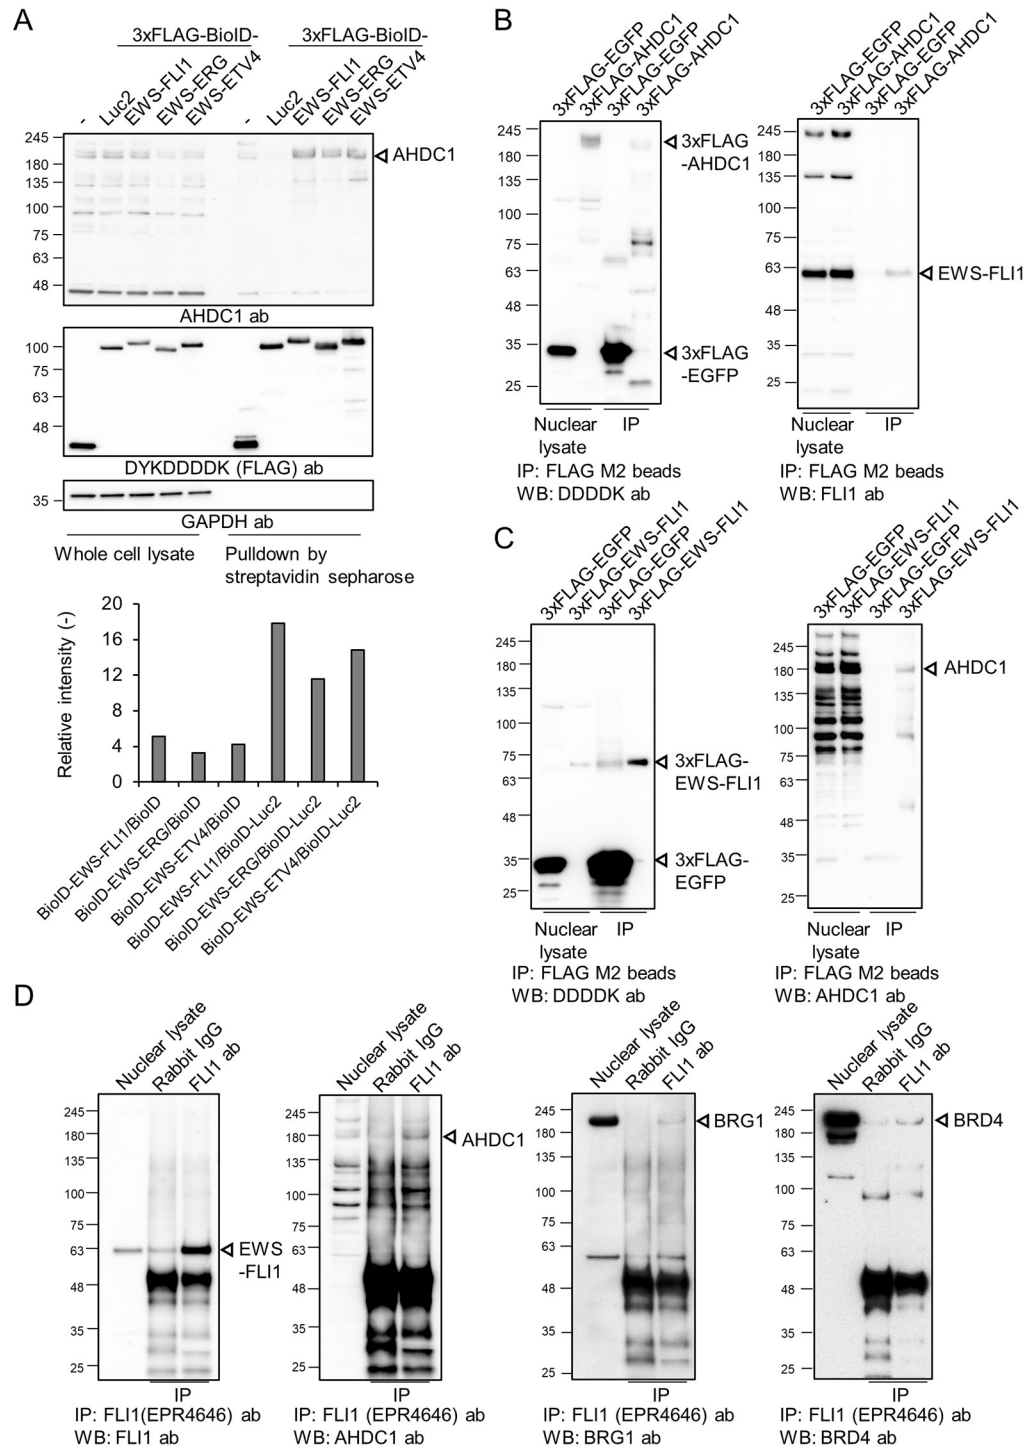 A
3xFLAG-BioID-
3xFLAG-BioID-
-
Luc2
EWS-FLI1
EWS-ERG
EWS-ETV4
-
Luc2
EWS-FLI1
EWS-ERG
EWS-ETV4
245
180
135
100
75
63
48
AHDC1
AHDC1 ab
100
75
63
48
DYKDDDDK (FLAG) ab
35
GAPDH ab
Whole cell lysate
Pulldown by
streptavidin sepharose
Relative intensity (-)
20
16
12
8
4
0
BioID-EWS-FLI1/BioID
BioID-EWS-ERG/BioID
BioID-EWS-ETV4/BioID
BioID-EWS-FLI1/BioID-Luc2
BioID-EWS-ERG/BioID-Luc2
BioID-EWS-ETV4/BioID-Luc2
B
3xFLAG-EGFP
3xFLAG-AHDC1
3xFLAG-EGFP
3xFLAG-AHDC1
245
180
135
100
75
63
48
35
25
3xFLAG
-AHDC1
3xFLAG
-EGFP
Nuclear
lysate
IP
IP: FLAG M2 beads
WB: DDDDK ab
3xFLAG-EGFP
3xFLAG-AHDC1
3xFLAG-EGFP
3xFLAG-AHDC1
245
180
135
100
75
63
48
35
25
EWS-FLI1
Nuclear
lysate
IP
IP: FLAG M2 beads
WB: FLI1 ab
C
3xFLAG-EGFP
3xFLAG-EWS-FLI1
3xFLAG-EGFP
3xFLAG-EWS-FLI1
245
180
135
100
75
63
48
35
25
3xFLAG-
EWS-FLI1
3xFLAG-
EGFP
Nuclear
lysate
IP
IP: FLAG M2 beads
WB: DDDDK ab
3xFLAG-EGFP
3xFLAG-EWS-FLI1
3xFLAG-EGFP
3xFLAG-EWS-FLI1
245
180
135
100
75
63
48
35
25
AHDC1
Nuclear
lysate
IP
IP: FLAG M2 beads
WB: AHDC1 ab
D
Nuclear lysate
Rabbit IgG
FLI1 ab
245
180
135
100
75
63
48
35
25
EWS
-FLI1
IP
IP: FLI1(EPR4646) ab
WB: FLI1 ab
Nuclear lysate
Rabbit IgG
FLI1 ab
245
180
135
100
75
63
48
35
25
AHDC1
IP
IP: FLI1 (EPR4646) ab
WB: AHDC1 ab
Nuclear lysate
Rabbit IgG
FLI1 ab
245
180
135
100
75
63
48
35
25
BRG1
IP
IP: FLI1 (EPR4646) ab
WB: BRG1 ab
Nuclear lysate
Rabbit IgG
FLI1 ab
245
180
135
100
75
63
48
35
25
BRD4
IP
IP: FLI1 (EPR4646) ab
WB: BRD4 ab